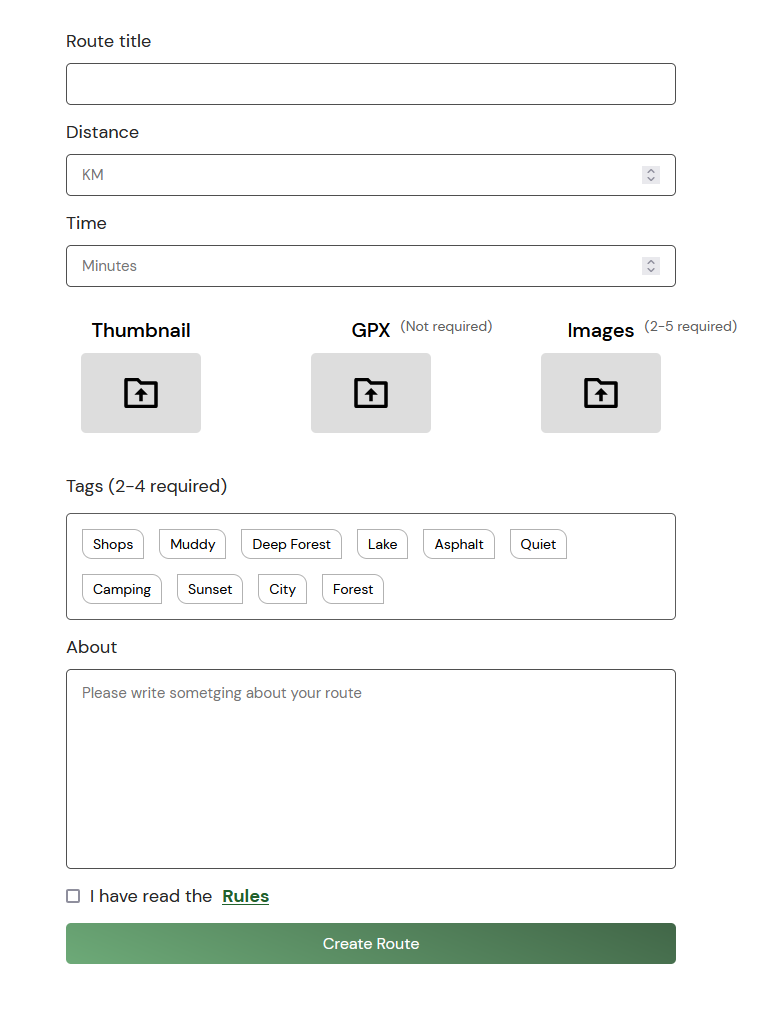 Route title
Distance
KM
Time
Minutes
Thumbnail GPX (Not required) Images (2-5 required)
Tags (2-4 required)
Shops Muddy Deep Forest Lake Asphalt Quiet
Camping Sunset City Forest
About
Please write sometging about your route
I have read the Rules
Create Route